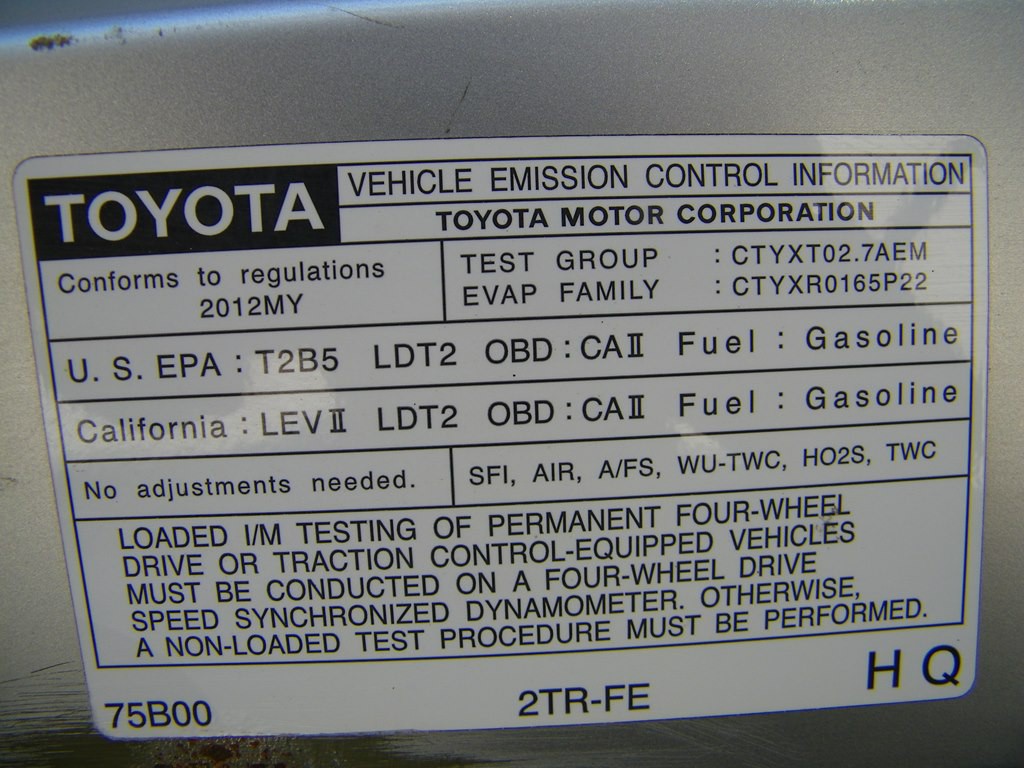 TOYOTA
VEHICLE EMISSION CONTROL INFORMATION
TOYOTA MOTOR CORPORATION
Conforms to regulations
2012MY
TEST GROUP : CTYXT02.7AEM
EVAP FAMILY : CTYXR0165P22
U. S. EPA : T2B5 LDT2 OBD : CAⅡ Fuel : Gasoline
California : LEVⅡ LDT2 OBD : CAⅡ Fuel : Gasoline
No adjustments needed.
SFI, AIR, A/FS, WU-TWC, HO2S, TWC
LOADED I/M TESTING OF PERMANENT FOUR-WHEEL
DRIVE OR TRACTION CONTROL-EQUIPPED VEHICLES
MUST BE CONDUCTED ON A FOUR-WHEEL DRIVE
SPEED SYNCHRONIZED DYNAMOMETER. OTHERWISE,
A NON-LOADED TEST PROCEDURE MUST BE PERFORMED.
75B00 2TR-FE H Q